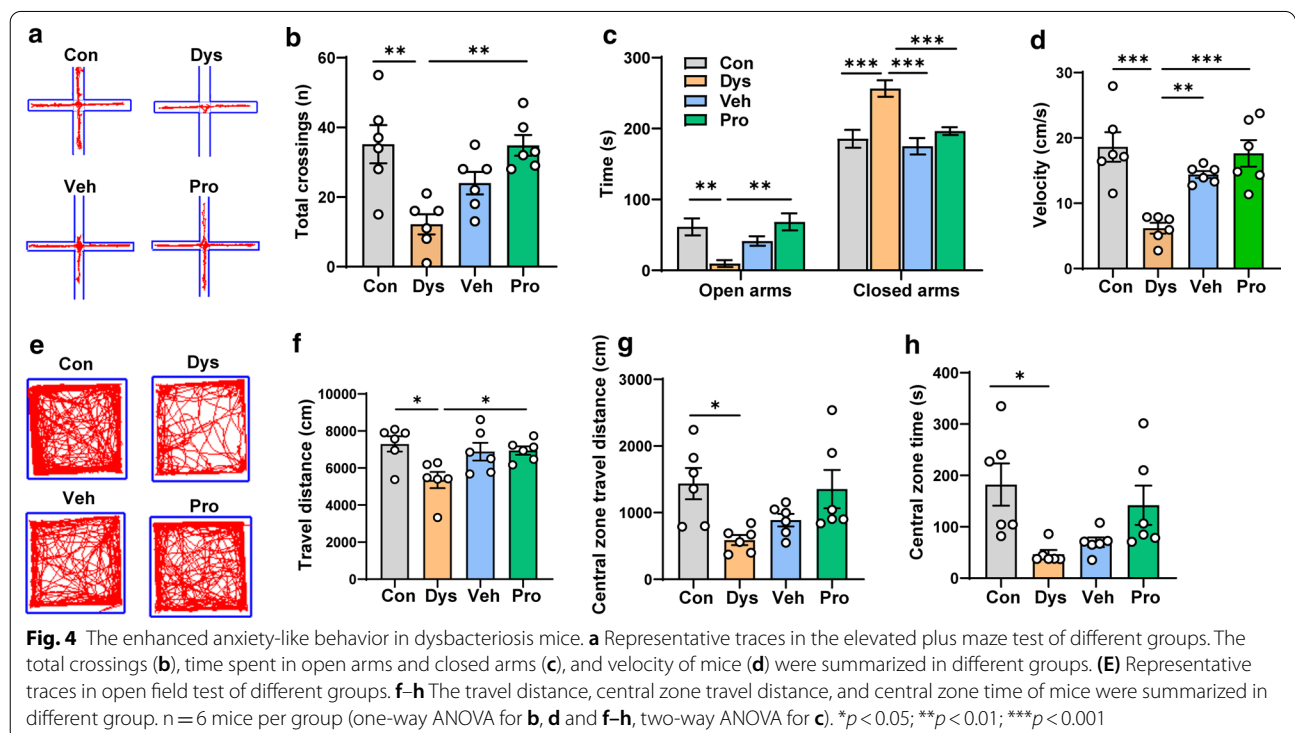 a
Con
Dys
Veh
Pro
b
Total crossings (n)
60
40
20
0
**
**
Con Dys Veh Pro
c
Time (s)
300
200
100
0
Con
Dys
Veh
Pro
**
**
***
***
***
Open arms
Closed arms
d
Velocity (cm/s)
30
20
10
0
***
***
**
Con Dys Veh Pro
e
Con
Dys
Veh
Pro
f
Travel distance (cm)
10000
8000
6000
4000
2000
0
*
*
Con Dys Veh Pro
g
Central zone travel distance (cm)
3000
2000
1000
0
*
Con Dys Veh Pro
h
Central zone time (s)
400
300
200
100
0
*
Con Dys Veh Pro
Fig. 4 The enhanced anxiety-like behavior in dysbacteriosis mice. a Representative traces in the elevated plus maze test of different groups. The
total crossings (b), time spent in open arms and closed arms (c), and velocity of mice (d) were summarized in different groups. (E) Representative
traces in open field test of different groups. f–h The travel distance, central zone travel distance, and central zone time of mice were summarized in
different group. n = 6 mice per group (one-way ANOVA for b, d and f–h, two-way ANOVA for c). *p < 0.05; **p < 0.01; ***p < 0.001